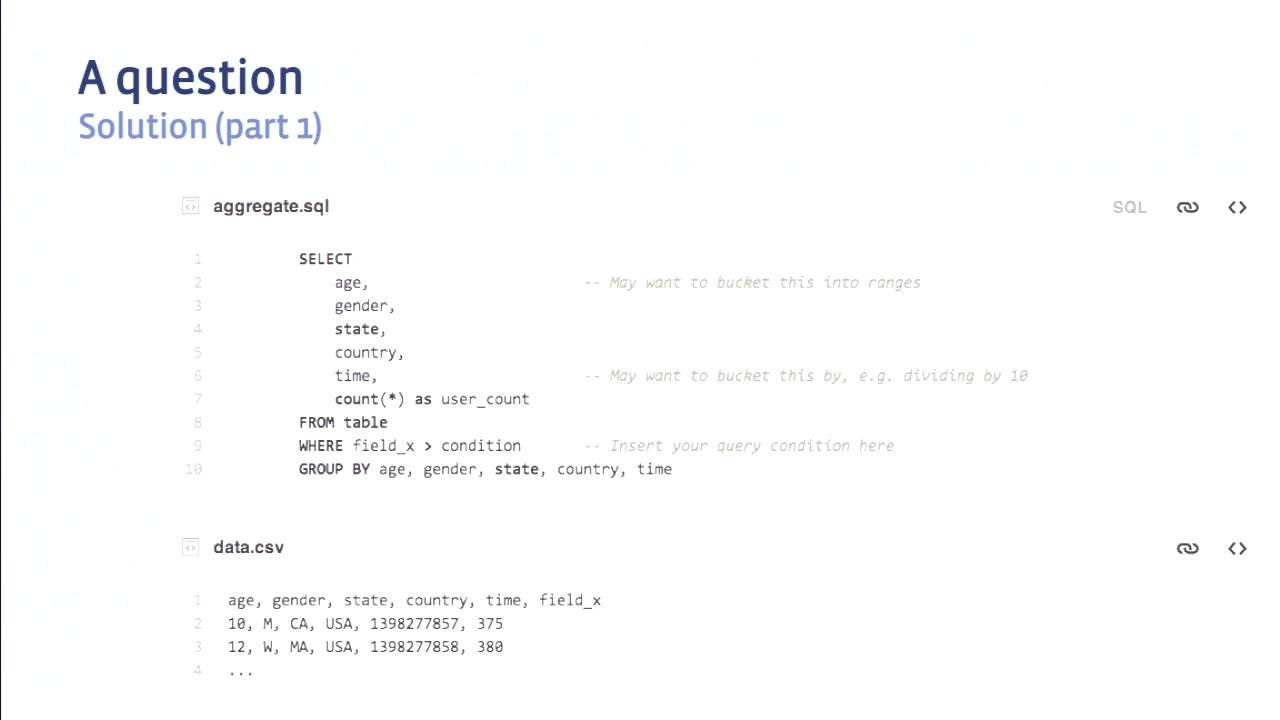 A question
Solution (part 1)
aggregate.sql
SQL
1 SELECT
2 age, -- May want to bucket this into ranges
3 gender,
4 state,
5 country,
6 time, -- May want to bucket this by, e.g. dividing by 10
7 count(*) as user_count
8 FROM table
9 WHERE field_x > condition -- Insert your query condition here
10 GROUP BY age, gender, state, country, time
data.csv
1 age, gender, state, country, time, field_x
2 10, M, CA, USA, 1398277857, 375
3 12, W, MA, USA, 1398277858, 380
4 ...